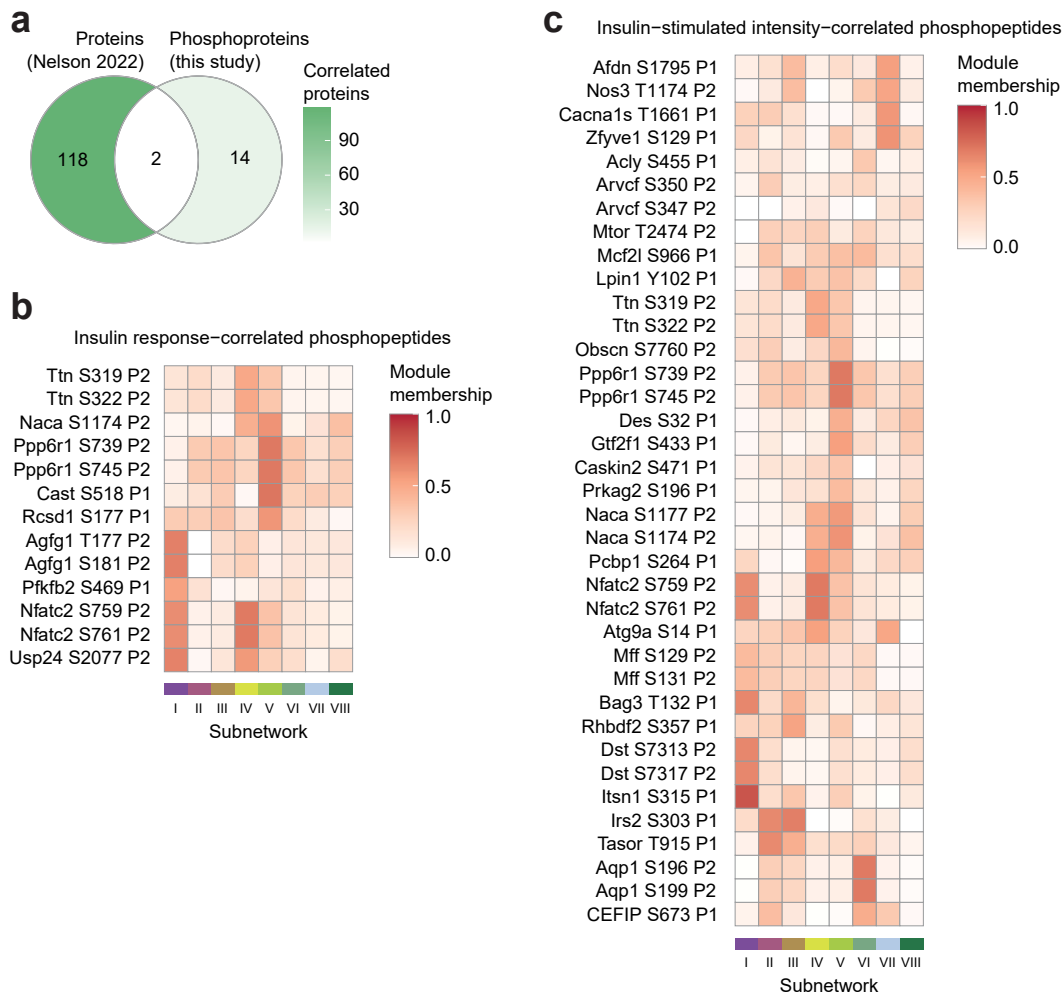 a
Proteins
(Nelson 2022)
Phosphoproteins
(this study)
Correlated
proteins
118
2
14
90
60
30
b
Insulin response−correlated phosphopeptides
Ttn S319 P2
Ttn S322 P2
Naca S1174 P2
Ppp6r1 S739 P2
Ppp6r1 S745 P2
Cast S518 P1
Rcsd1 S177 P1
Agfg1 T177 P2
Agfg1 S181 P2
Pfkfb2 S469 P1
Nfatc2 S759 P2
Nfatc2 S761 P2
Usp24 S2077 P2
Module
membership
1.0
0.5
0.0
I II III IV V VI VII VIII
Subnetwork
c
Insulin−stimulated intensity−correlated phosphopeptides
Afdn S1795 P1
Nos3 T1174 P2
Cacna1s T1661 P1
Zfyve1 S129 P1
Acly S455 P1
Arvcf S350 P2
Arvcf S347 P2
Mtor T2474 P2
Mcf2l S966 P1
Lpin1 Y102 P1
Ttn S319 P2
Ttn S322 P2
Obscn S7760 P2
Ppp6r1 S739 P2
Ppp6r1 S745 P2
Des S32 P1
Gtf2f1 S433 P1
Caskin2 S471 P1
Prkag2 S196 P1
Naca S1177 P2
Naca S1174 P2
Pcbp1 S264 P1
Nfatc2 S759 P2
Nfatc2 S761 P2
Atg9a S14 P1
Mff S129 P2
Mff S131 P2
Bag3 T132 P1
Rhbdf2 S357 P1
Dst S7313 P2
Dst S7317 P2
Itsn1 S315 P1
Irs2 S303 P1
Tasor T915 P1
Aqp1 S196 P2
Aqp1 S199 P2
CEFIP S673 P1
Module
membership
1.0
0.5
0.0
I II III IV V VI VII VIII
Subnetwork